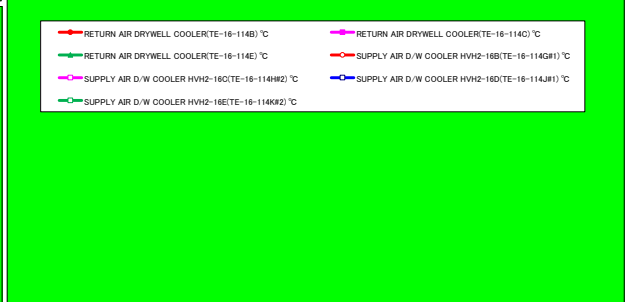 RETURN AIR DRYWELL COOLER(TE-16-114B) ℃
RETURN AIR DRYWELL COOLER(TE-16-114C) ℃
RETURN AIR DRYWELL COOLER(TE-16-114E) ℃
SUPPLY AIR D/W COOLER HVH2-16B(TE-16-114G#1) ℃
SUPPLY AIR D/W COOLER HVH2-16C(TE-16-114H#2) ℃
SUPPLY AIR D/W COOLER HVH2-16D(TE-16-114J#1) ℃
SUPPLY AIR D/W COOLER HVH2-16E(TE-16-114K#2) ℃